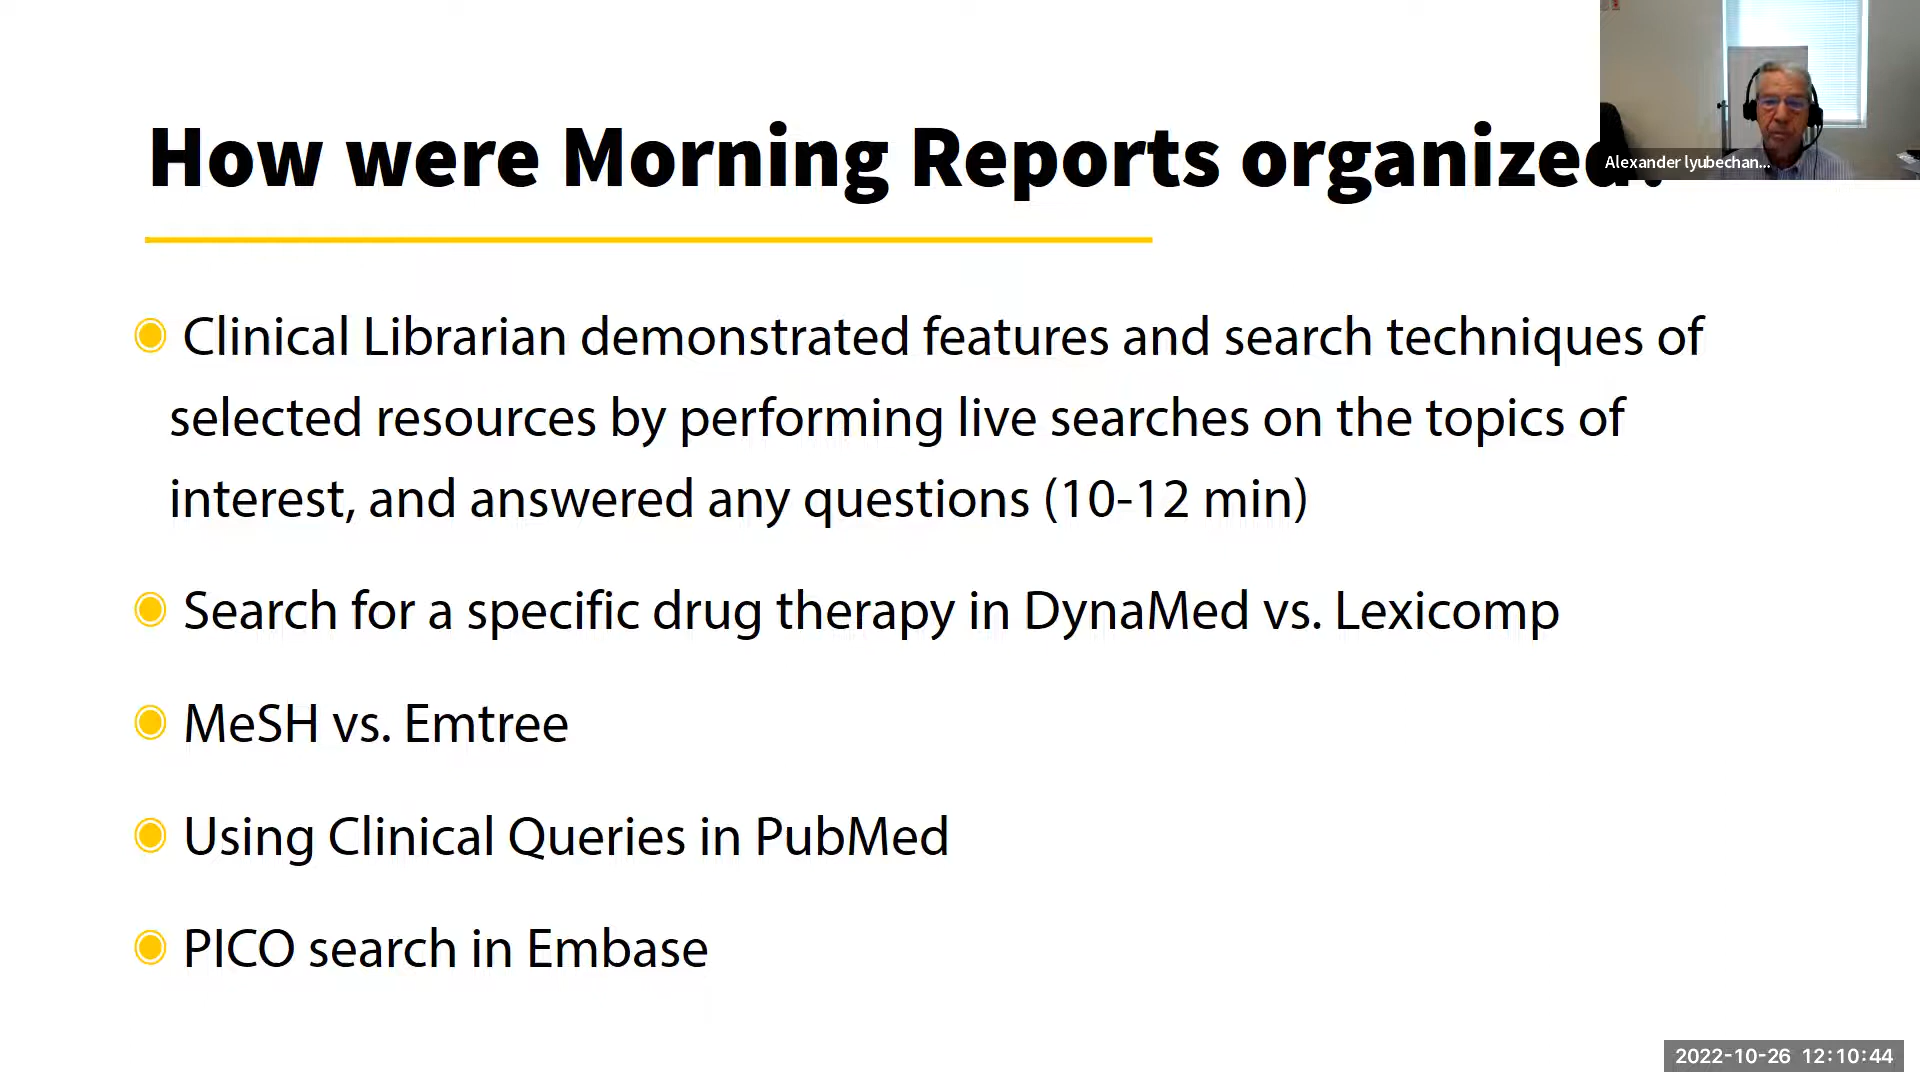 How were Morning Reports organized?
Alexander lyubechan...
Clinical Librarian demonstrated features and search techniques of
selected resources by performing live searches on the topics of
interest, and answered any questions (10-12 min)
Search for a specific drug therapy in DynaMed vs. Lexicomp
MeSH vs. Emtree
Using Clinical Queries in PubMed
PICO search in Embase
2022-10-26 12:10:44